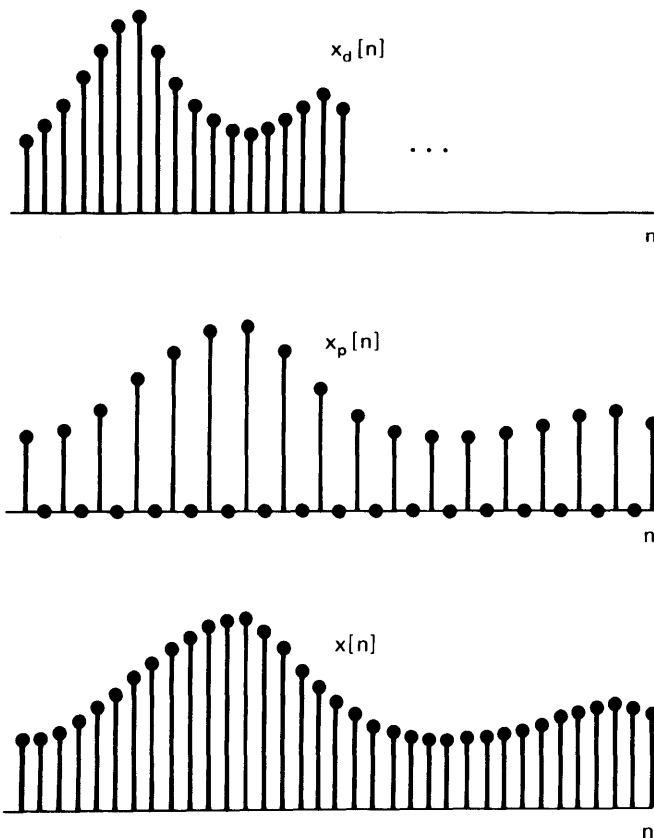 x_d[n]
. . .
n
x_p[n]
n
x[n]
n